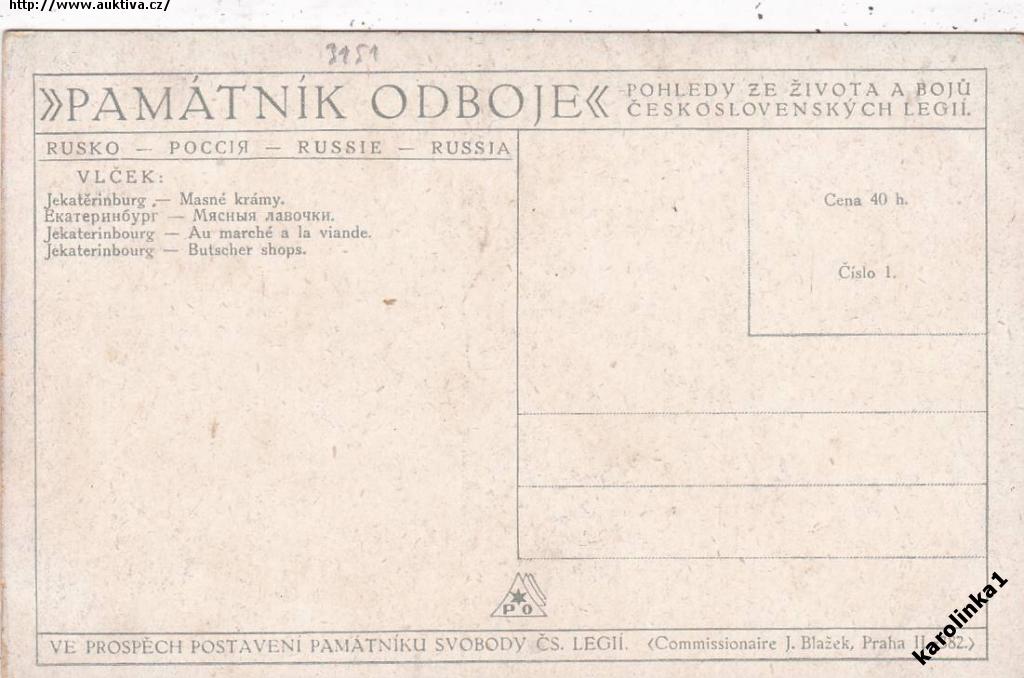 http://www.auktiva.cz/
3151
»PAMÁTNÍK ODBOJE«
POHLEDY ZE ŽIVOTA A BOJŮ
ČESKOSLOVENSKÝCH LEGIÍ.
RUSKO — РОССІЯ — RUSSIE — RUSSIA
VLČEK:
Jekatěrinburg — Masné krámy.
Екатеринбург — Мясныя лавочки.
Jekaterinbourg — Au marché a la viande.
Jekaterinbourg — Butscher shops.
Cena 40 h.
Číslo 1.
PO
VE PROSPĚCH POSTAVENÍ PAMÁTNÍKU SVOBODY ČS. LEGIÍ. (Commissionaire J. Blažek, Praha
karolinka1